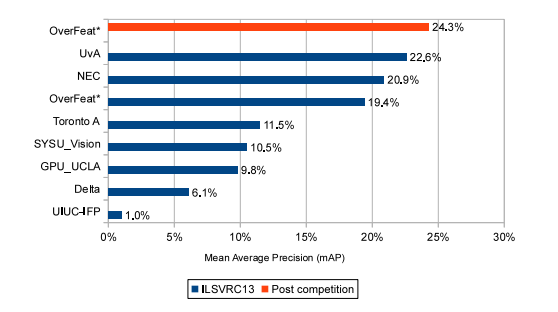 OverFeat* 24.3%
UvA 22.6%
NEC 20.9%
OverFeat* 19.4%
Toronto A 11.5%
SYSU_Vision 10.5%
GPU_UCLA 9.8%
Delta 6.1%
UIUC-IFP 1.0%
0% 5% 10% 15% 20% 25% 30%
Mean Average Precision (mAP)
ILSVRC13 Post competition